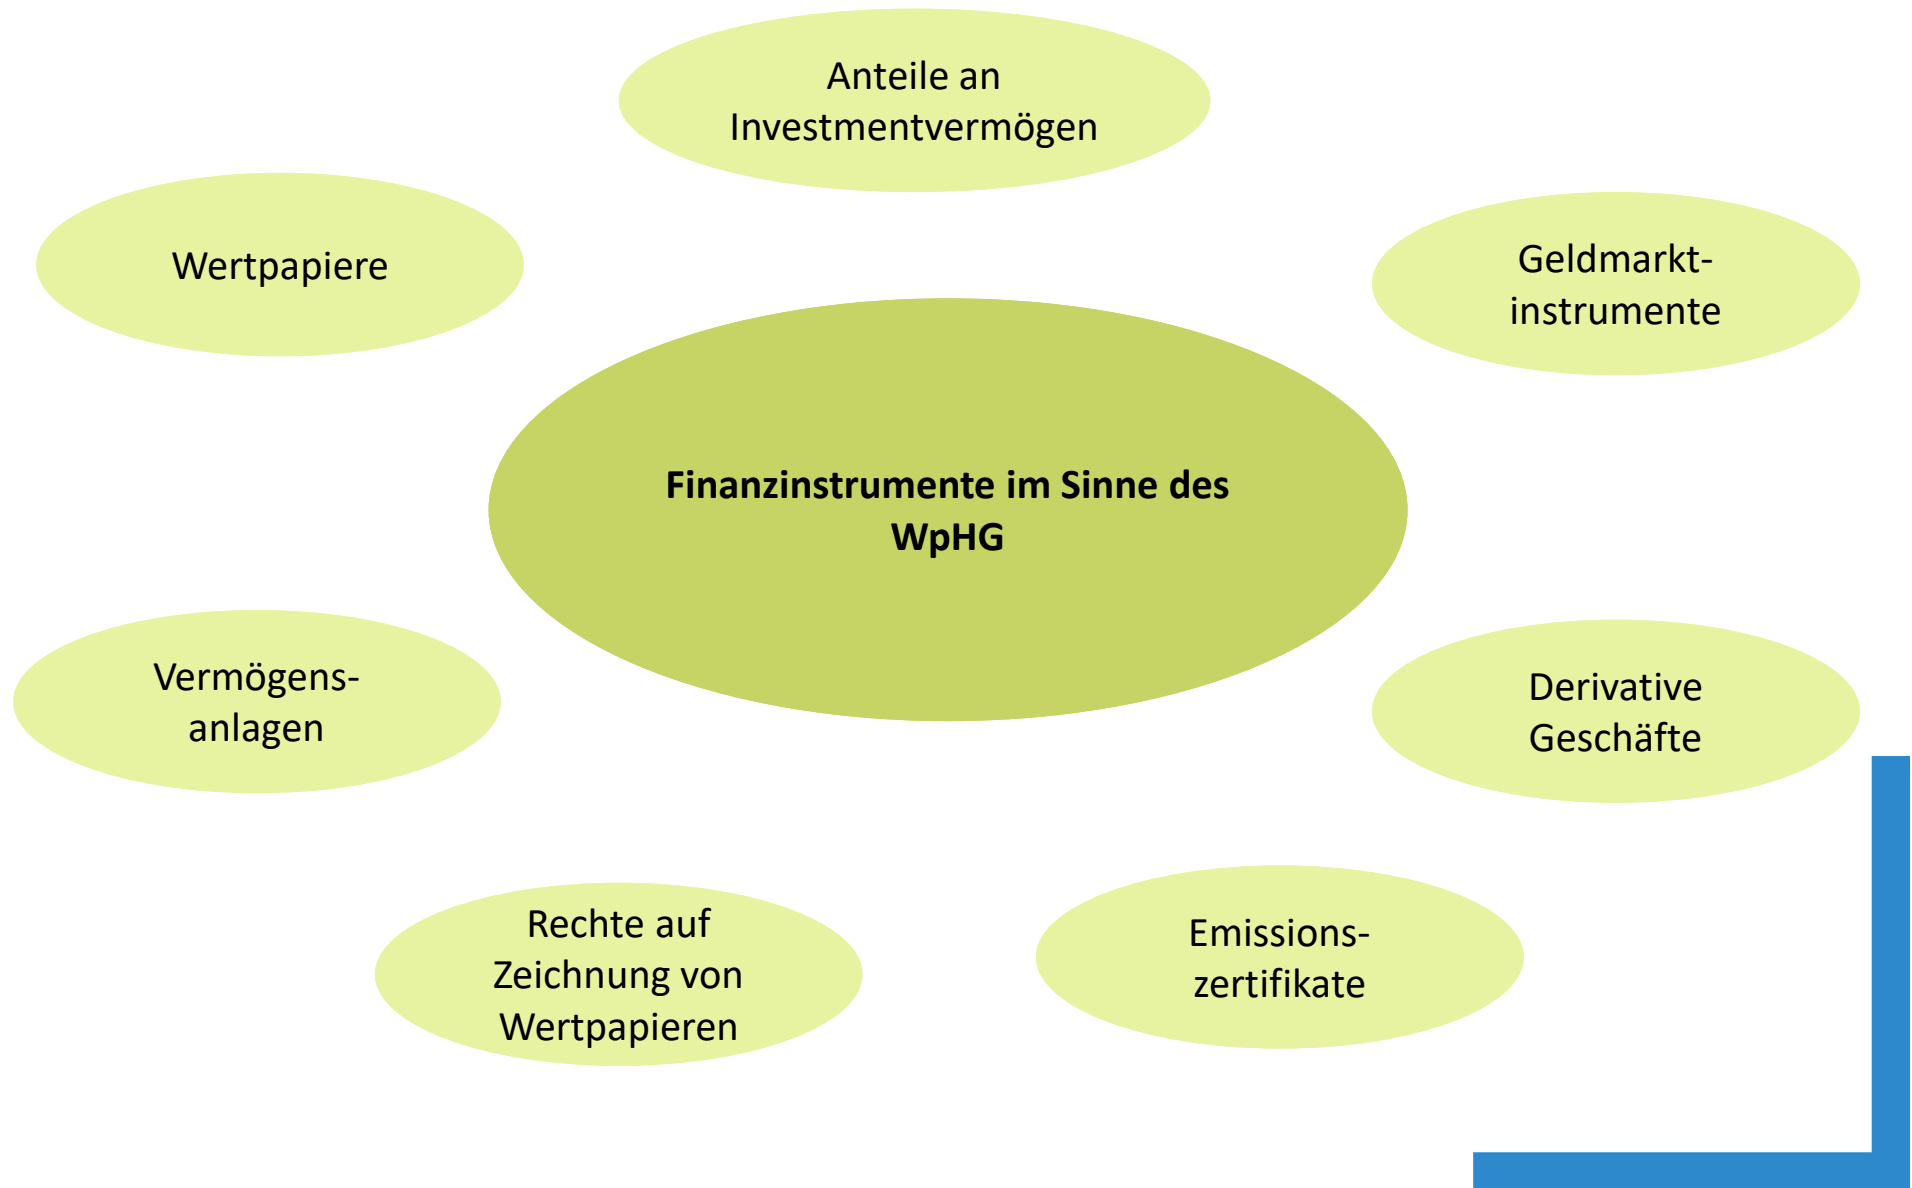 Anteile an
Investmentvermögen
Wertpapiere
Geldmarkt-
instrumente
Finanzinstrumente im Sinne des
WpHG
Vermögens-
anlagen
Derivative
Geschäfte
Rechte auf
Zeichnung von
Wertpapieren
Emissions-
zertifikate